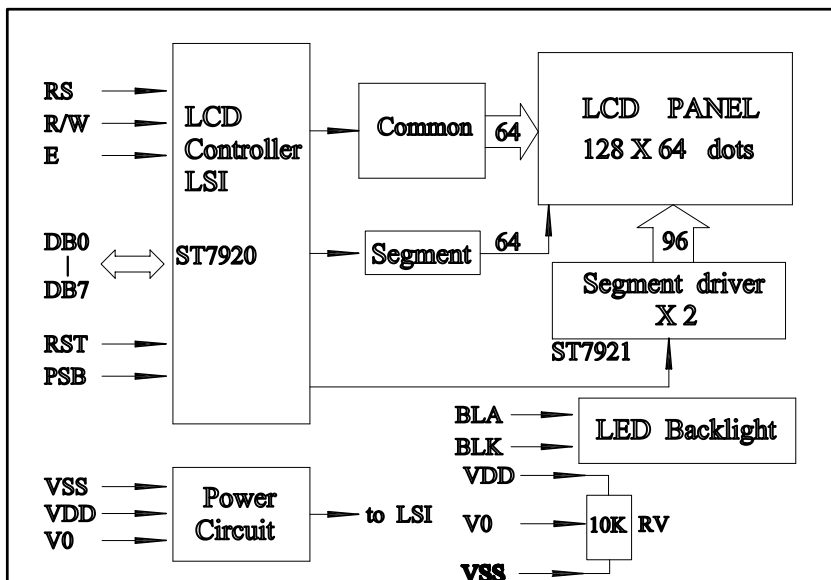 RS
R/W
E
DB0
|
DB7
RST
PSB
LCD
Controller
LSI
ST7920
Common
64
Segment
64
LCD PANEL
128 X 64 dots
96
Segment driver
X 2
ST7921
BLA
BLK
LED Backlight
VSS
VDD
V0
Power
Circuit
to LSI
VDD
V0
10K
RV
VSS